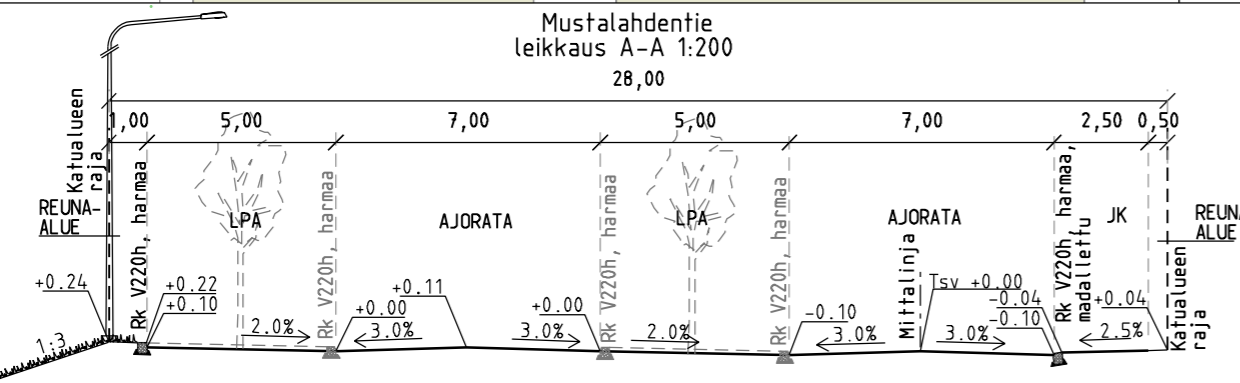 Mustalahdentie
leikkaus A-A 1:200
28,00
1,00
5,00
7,00
5,00
7,00
2,50
0,50
Katualueen
raja
REUNA-
ALUE
Rk V220h, harmaa
LPA
Rk V220h, harmaa
AJORATA
Rk V220h, harmaa
LPA
Rk V220h, harmaa
AJORATA
Mittalinja
Rk V220h, harmaa,
madallettu
JK
REUNA
ALUE
Katualueen
raja
+0.24
+0.22
+0.10
+0.00
+0.11
+0.00
-0.10
Tsv +0.00
-0.04
-0.10
+0.04
1:3
2.0%
3.0%
3.0%
2.0%
3.0%
3.0%
2.5%